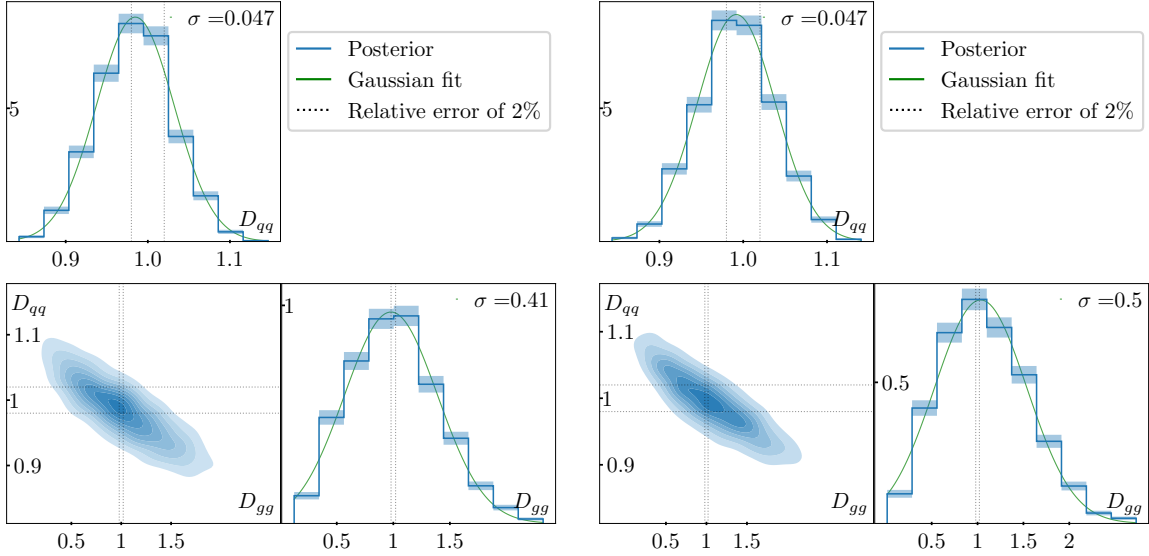 σ = 0.047
5
D_qq
0.9 1.0 1.1
Posterior
Gaussian fit
Relative error of 2%
D_qq
1.1
1
0.9
D_gg
0.5 1 1.5
σ = 0.41
1
D_gg
0.5 1 1.5
σ = 0.047
5
D_qq
0.9 1.0 1.1
Posterior
Gaussian fit
Relative error of 2%
D_qq
1.1
1
0.9
D_gg
0.5 1 1.5
σ = 0.5
0.5
D_gg
0.5 1 1.5 2